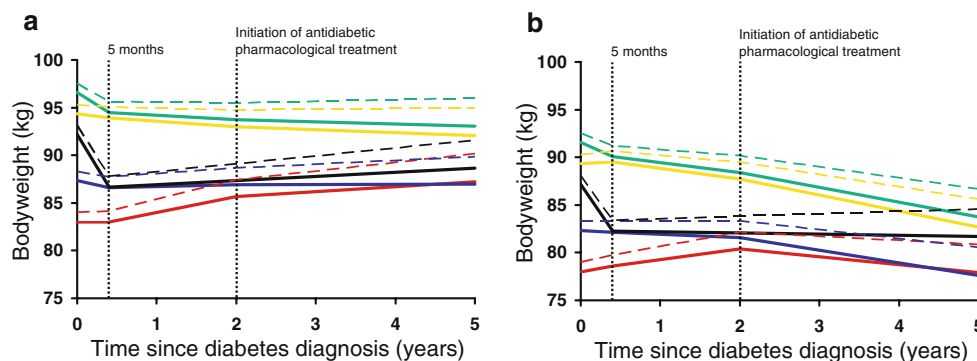 a
5 months
Initiation of antidiabetic
pharmacological treatment
100
95
90
85
80
75
Bodyweight (kg)
0
1
2
3
4
5
Time since diabetes diagnosis (years)
b
5 months
Initiation of antidiabetic
pharmacological treatment
100
95
90
85
80
75
Bodyweight (kg)
0
1
2
3
4
5
Time since diabetes diagnosis (years)